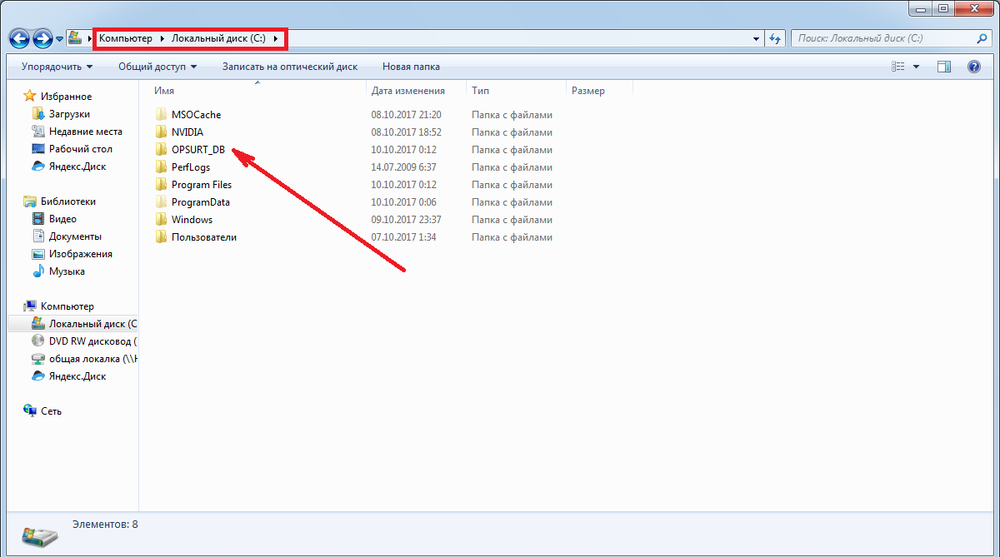 Компьютер Локальный диск (C:) Поиск: Локальный диск (C:)
Упорядочить Общий доступ Записать на оптический диск Новая папка
Имя Дата изменения Тип Размер
Избранное
Загрузки
Недавние места
Рабочий стол
Яндекс.Диск
Библиотеки
Видео
Документы
Изображения
Музыка
Компьютер
Локальный диск (C
DVD RW дисковод (
общая локалка (\\H
Яндекс.Диск
Сеть
MSOCache 08.10.2017 21:20 Папка с файлами
NVIDIA 08.10.2017 18:52 Папка с файлами
OPSURT_DB 10.10.2017 0:12 Папка с файлами
PerfLogs 14.07.2009 6:37 Папка с файлами
Program Files 10.10.2017 0:12 Папка с файлами
ProgramData 10.10.2017 0:06 Папка с файлами
Windows 09.10.2017 23:37 Папка с файлами
Пользователи 07.10.2017 1:34 Папка с файлами
Элементов: 8